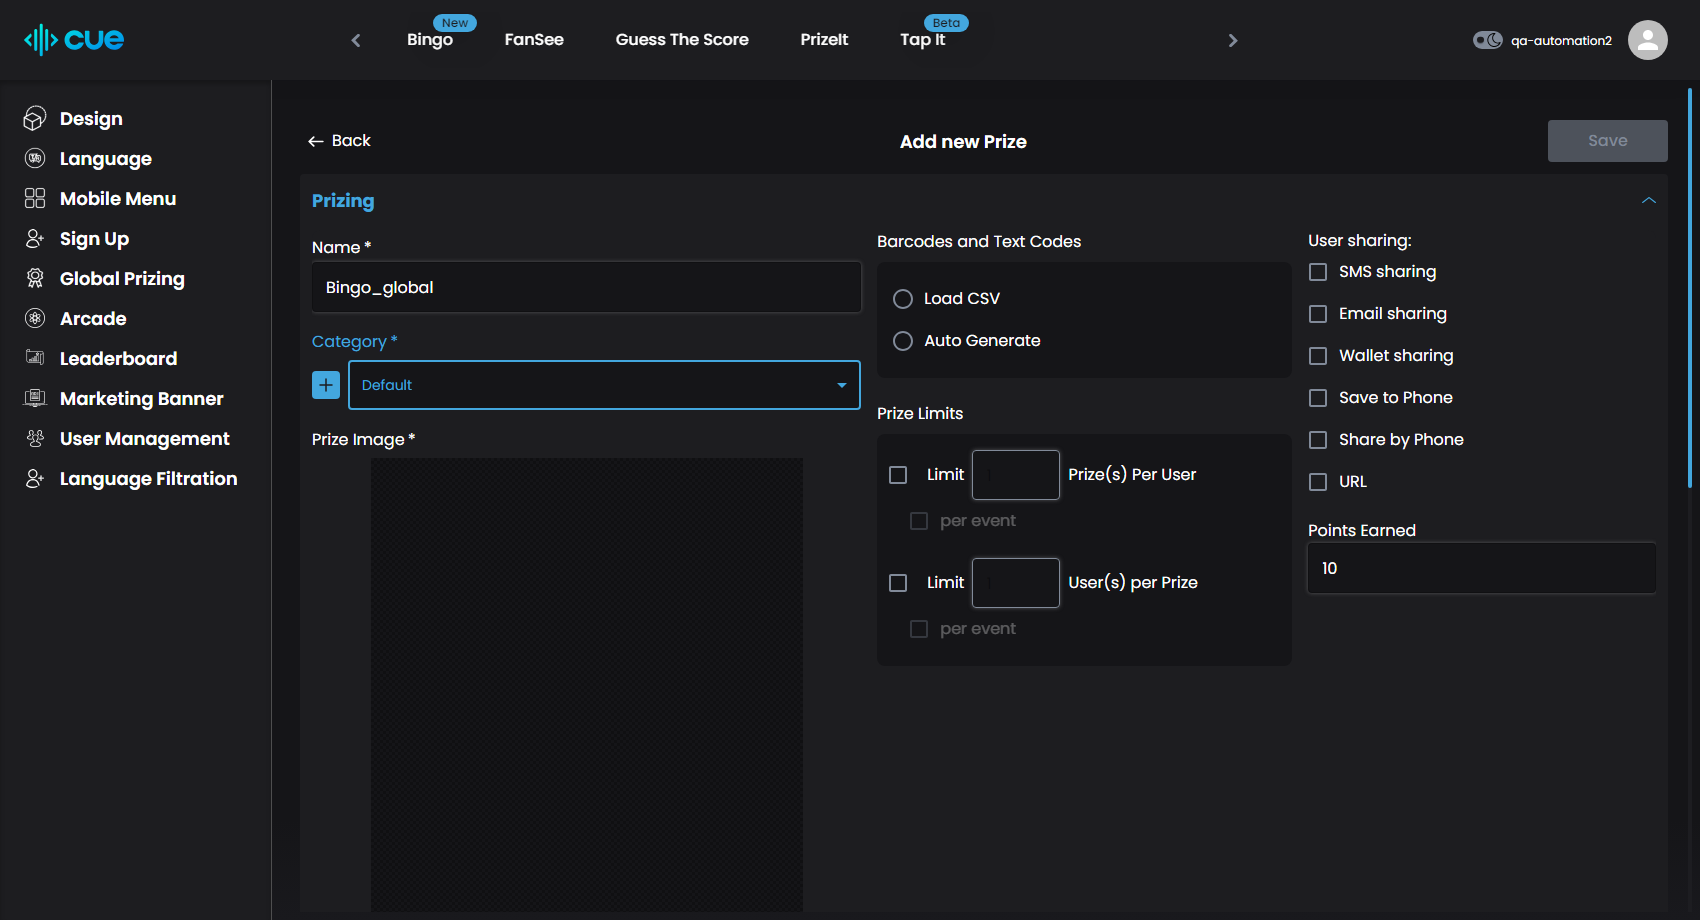 cue
Bingo
New
FanSee
Guess The Score
PrizeIt
Tap It
Beta
qa-automation2
Design
Language
Mobile Menu
Sign Up
Global Prizing
Arcade
Leaderboard
Marketing Banner
User Management
Language Filtration
Back
Add new Prize
Save
Prizing
Name *
Bingo_global
Category *
Default
Prize Image *
Barcodes and Text Codes
Load CSV
Auto Generate
Prize Limits
Limit Prize(s) Per User
per event
Limit User(s) per Prize
per event
User sharing:
SMS sharing
Email sharing
Wallet sharing
Save to Phone
Share by Phone
URL
Points Earned
10